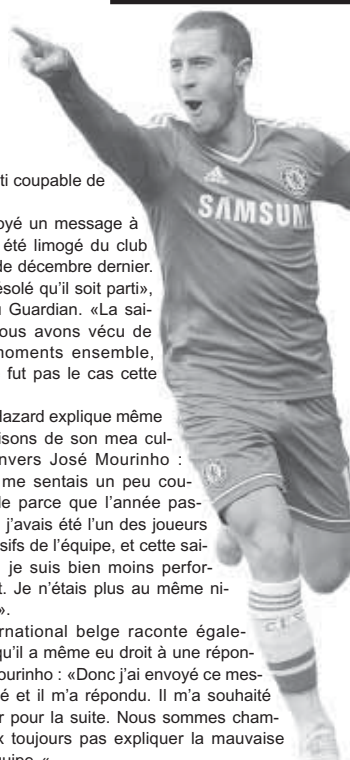 ti coupable de
oyé un message à
été limogé du club
de décembre dernier.
ésolé qu'il soit parti»,
u Guardian. «La sai-
ous avons vécu de
moments ensemble,
fut pas le cas cette
Hazard explique même
isons de son mea cul-
nvers José Mourinho :
me sentais un peu cou-
le parce que l'année pas-
j'avais été l'un des joueurs
sifs de l'équipe, et cette sai-
je suis bien moins perfor-
t. Je n'étais plus au même ni-
».
rnational belge raconte égale-
qu'il a même eu droit à une répon-
ourinho : «Donc j'ai envoyé ce mes-
é et il m'a répondu. Il m'a souhaité
r pour la suite. Nous sommes cham-
x toujours pas expliquer la mauvaise
quipe.«
SAMSUN